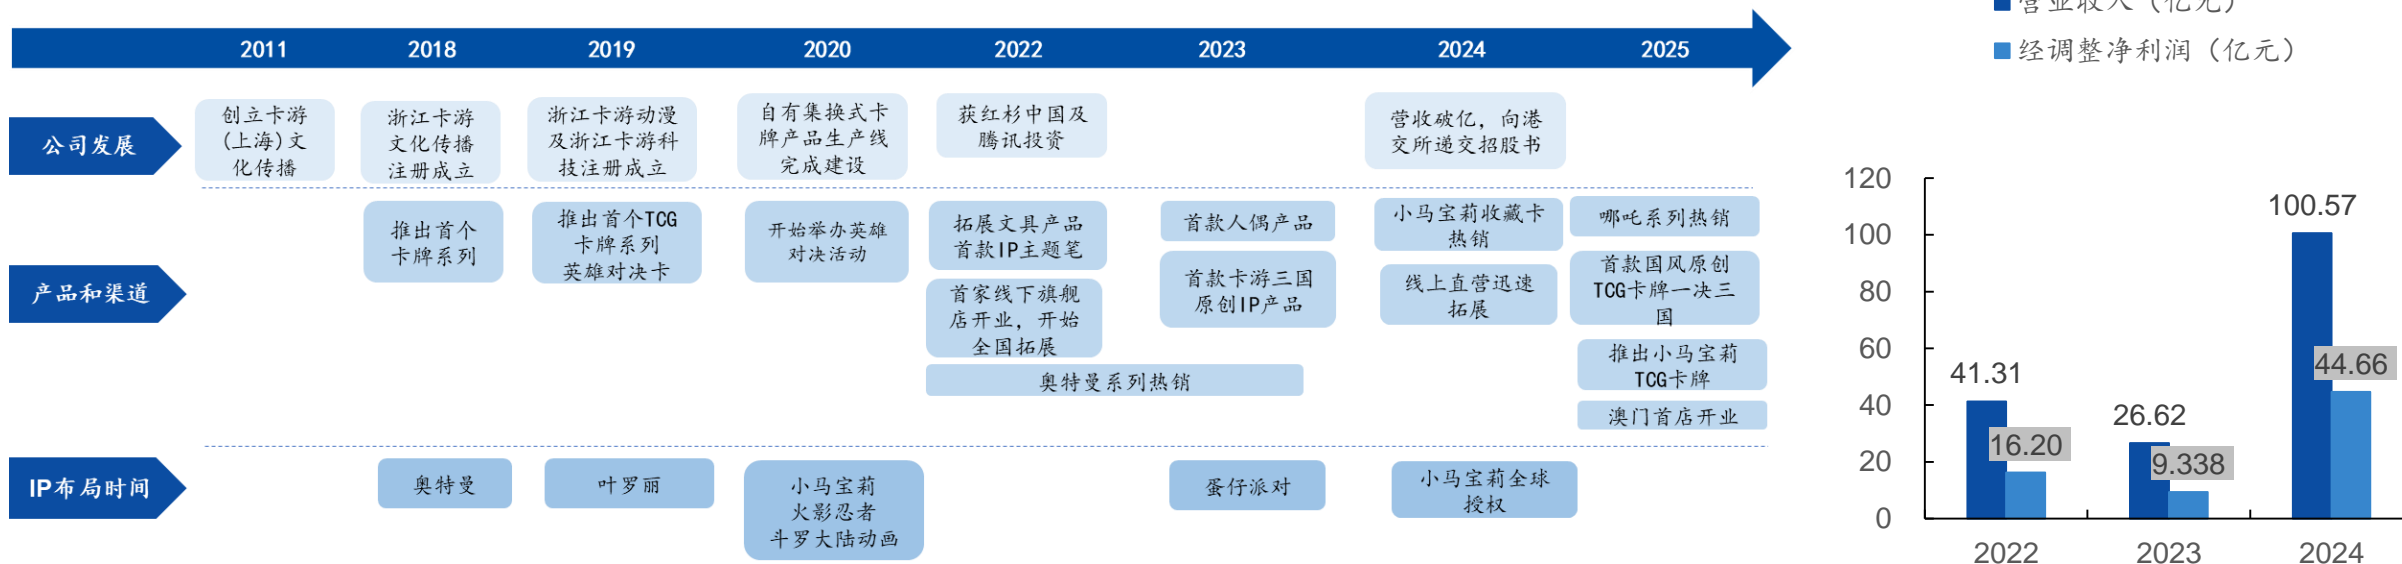 2011
2018
2019
2020
2022
2023
2024
2025
公司发展
创立卡游
(上海)文
化传播
浙江卡游
文化传播
注册成立
浙江卡游动漫
及浙江卡游科
技注册成立
自有集换式卡
牌产品生产线
完成建设
获红杉中国及
腾讯投资
营收破亿，向港
交所递交招股书
产品和渠道
推出首个
卡牌系列
推出首个TCG
卡牌系列
英雄对决卡
开始举办英雄
对决活动
拓展文具产品
首款IP主题笔
首家线下旗舰
店开业，开始
全国拓展
奥特曼系列热销
首款人偶产品
首款卡游三国
原创IP产品
小马宝莉收藏卡
热销
线上直营迅速
拓展
哪吒系列热销
首款国风原创
TCG卡牌一决三
国
推出小马宝莉
TCG卡牌
澳门首店开业
IP布局时间
奥特曼
叶罗丽
小马宝莉
火影忍者
斗罗大陆动画
蛋仔派对
小马宝莉全球
授权
营业收入（亿元）
经调整净利润（亿元）
120
100
80
60
40
20
0
41.31
16.20
26.62
9.338
100.57
44.66
2022
2023
2024